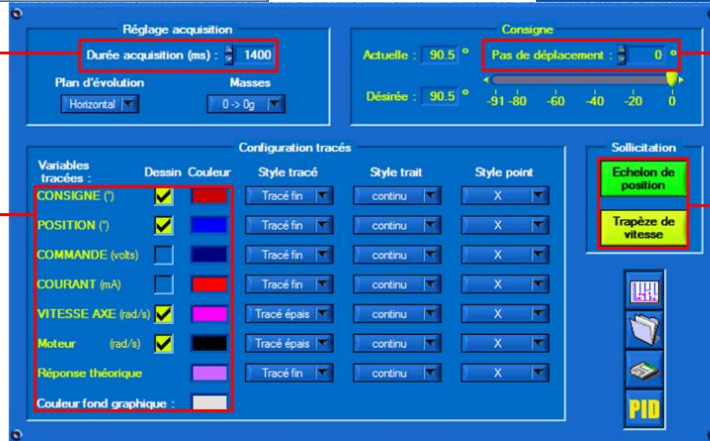 Réglage acquisition
Durée acquisition (ms) : 1400
Plan d'évolution Masses
Horizontal 0 -> 0g
Consigne
Actuelle : 90.5 ° Pas de déplacement : 0 °
Désirée : 90.5 ° -91 -80 -60 -40 -20 0
Configuration tracés
Variables tracées : Dessin Couleur Style tracé Style trait Style point
CONSIGNE (°) Tracé fin continu X
POSITION (°) Tracé fin continu X
COMMANDE (volts) Tracé fin continu X
COURANT (mA) Tracé fin continu X
VITESSE AXE (rad/s) Tracé épais continu X
Moteur (rad/s) Tracé épais continu X
Réponse théorique Tracé fin continu X
Couleur fond graphique :
Sollicitation
Echelon de
position
Trapèze de
vitesse
PID